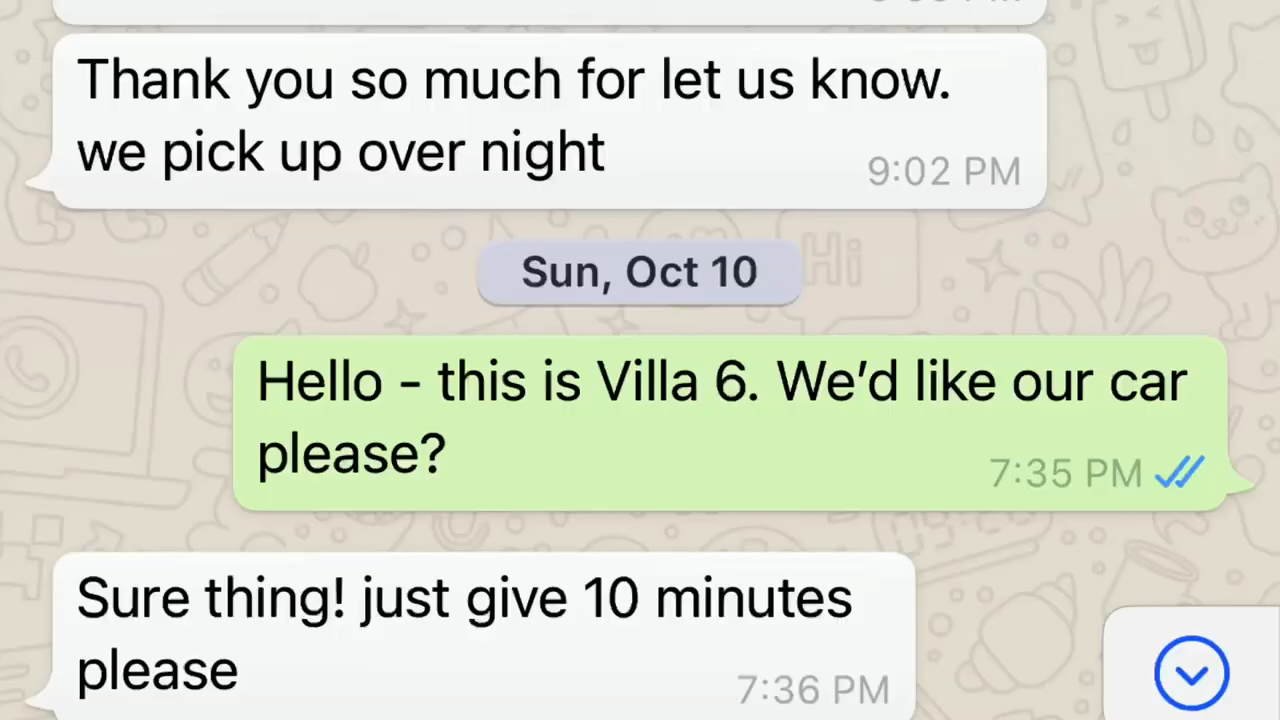 Thank you so much for let us know.
we pick up over night
9:02 PM
Sun, Oct 10
Hello - this is Villa 6. We’d like our car
please?
7:35 PM
Sure thing! just give 10 minutes
please
7:36 PM